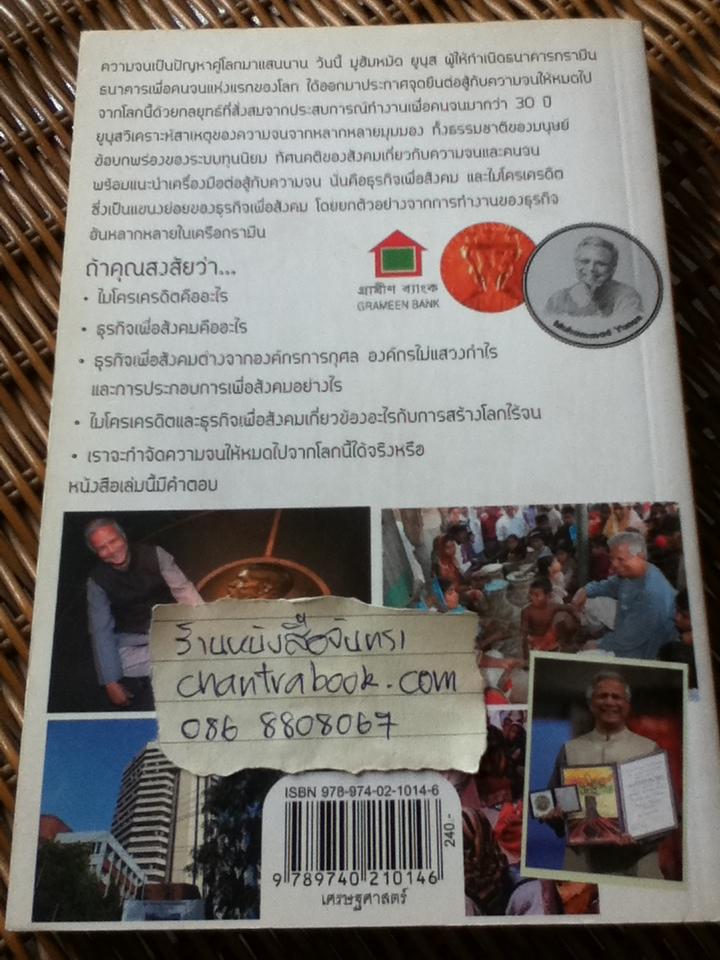 ความจนเป็นปัญหาคู่โลกมาแสนนาน วันนี้ มูฮัมหมัด ยูนุส ผู้ให้กำเนิดธนาคารกรามีน
ธนาคารเพื่อคนจนแห่งแรกของโลก ได้ออกมาประกาศจุดยืนต่อสู้กับความจนให้หมดไป
จากโลกนี้ด้วยกลยุทธ์ที่สั่งสมจากประสบการณ์ทำงานเพื่อคนจนมากว่า 30 ปี
ยูนุสวิเคราะห์สาเหตุของความจนจากหลากหลายมุมมอง ทั้งธรรมชาติของมนุษย์
ข้อบกพร่องของระบบทุนนิยม ทัศนคติของสังคมเกี่ยวกับความจนและคนจน
พร้อมแนะนำเครื่องมือต่อสู้กับความจน นั่นคือธุรกิจเพื่อสังคม และไมโครเครดิต
ซึ่งเป็นแขนงย่อยของธุรกิจเพื่อสังคม โดยยกตัวอย่างจากการทำงานของธุรกิจ
อันหลากหลายในเครือกรามีน
ถ้าคุณสงสัยว่า...
• ไมโครเครดิตคืออะไร
• ธุรกิจเพื่อสังคมคืออะไร
• ธุรกิจเพื่อสังคมต่างจากองค์กรการกุศล องค์กรไม่แสวงกำไร
และการประกอบการเพื่อสังคมอย่างไร
• ไมโครเครดิตและธุรกิจเพื่อสังคมเกี่ยวข้องอะไรกับการสร้างโลกไร้จน
• เราจะกำจัดความจนให้หมดไปจากโลกนี้ได้จริงหรือ
หนังสือเล่มนี้มีคำตอบ
গ্রামীণ ব্যাংক
GRAMEEN BANK
Muhammad Yunus
ร้านหนังสือจันทรา
chantrabook.com
086 8808067
ISBN 978-974-02-1014-6
240.-
9 789740 210146
เศรษฐศาสตร์